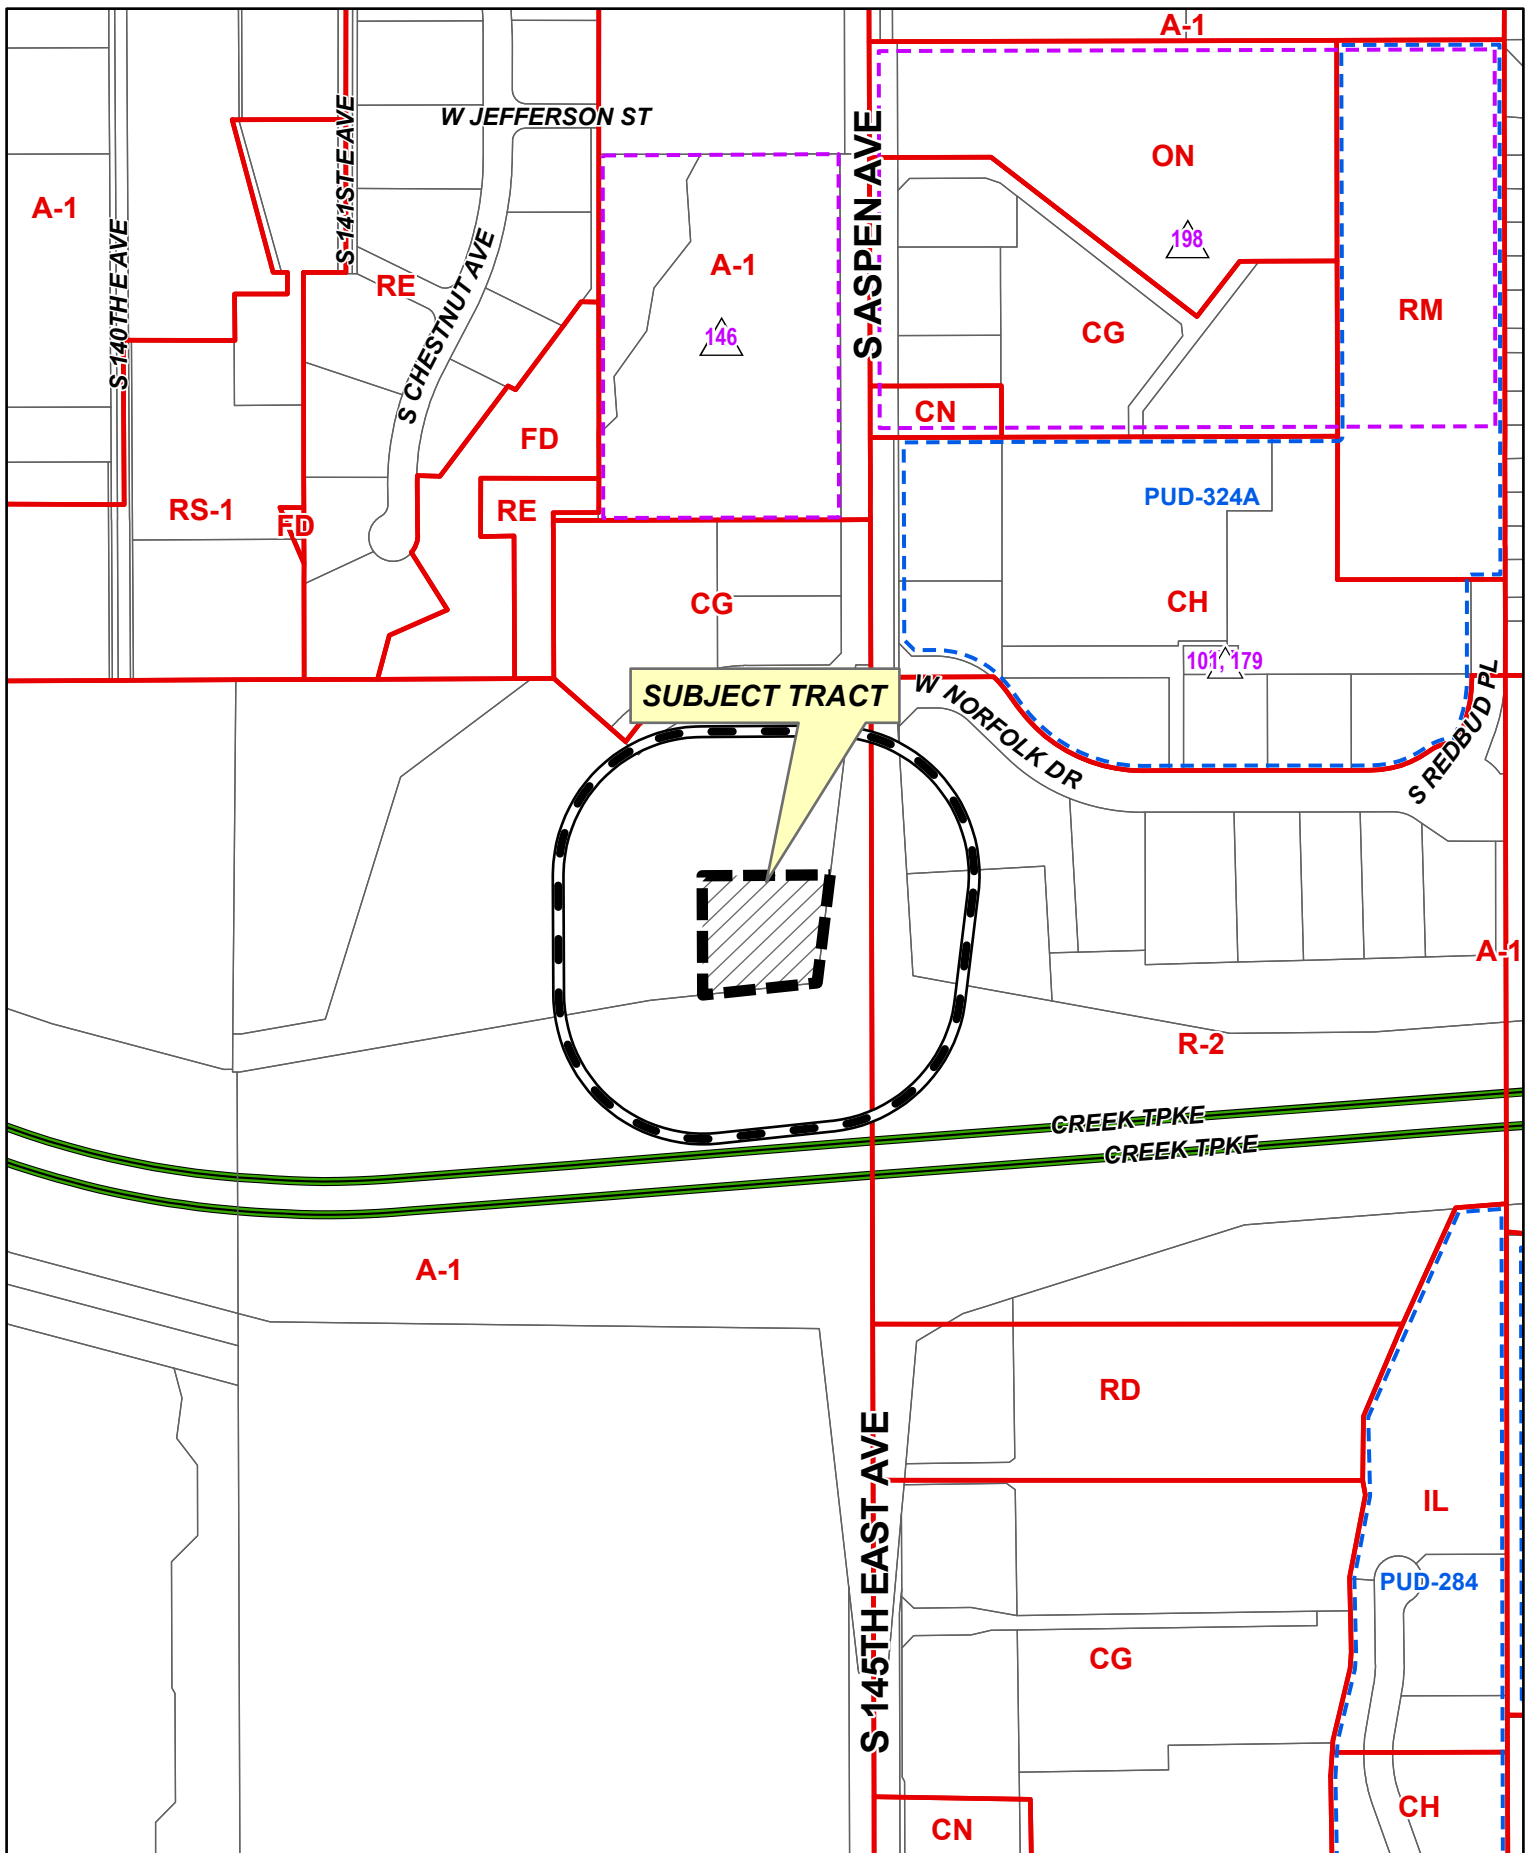 A-1
W JEFFERSON ST
S 141ST E AVE
S ASPEN AVE
ON
A-1
S 140TH E AVE
198
A-1
RE
S CHESTNUT AVE
RM
146
CG
CN
FD
PUD-324A
RS-1
RE
FD
CG
CH
101, 179
SUBJECT TRACT
W NORFOLK DR
S REDBUD PL
A-1
R-2
CREEK TPKE
CREEK TPKE
A-1
RD
S 145TH EAST AVE
IL
PUD-284
CG
CH
CN